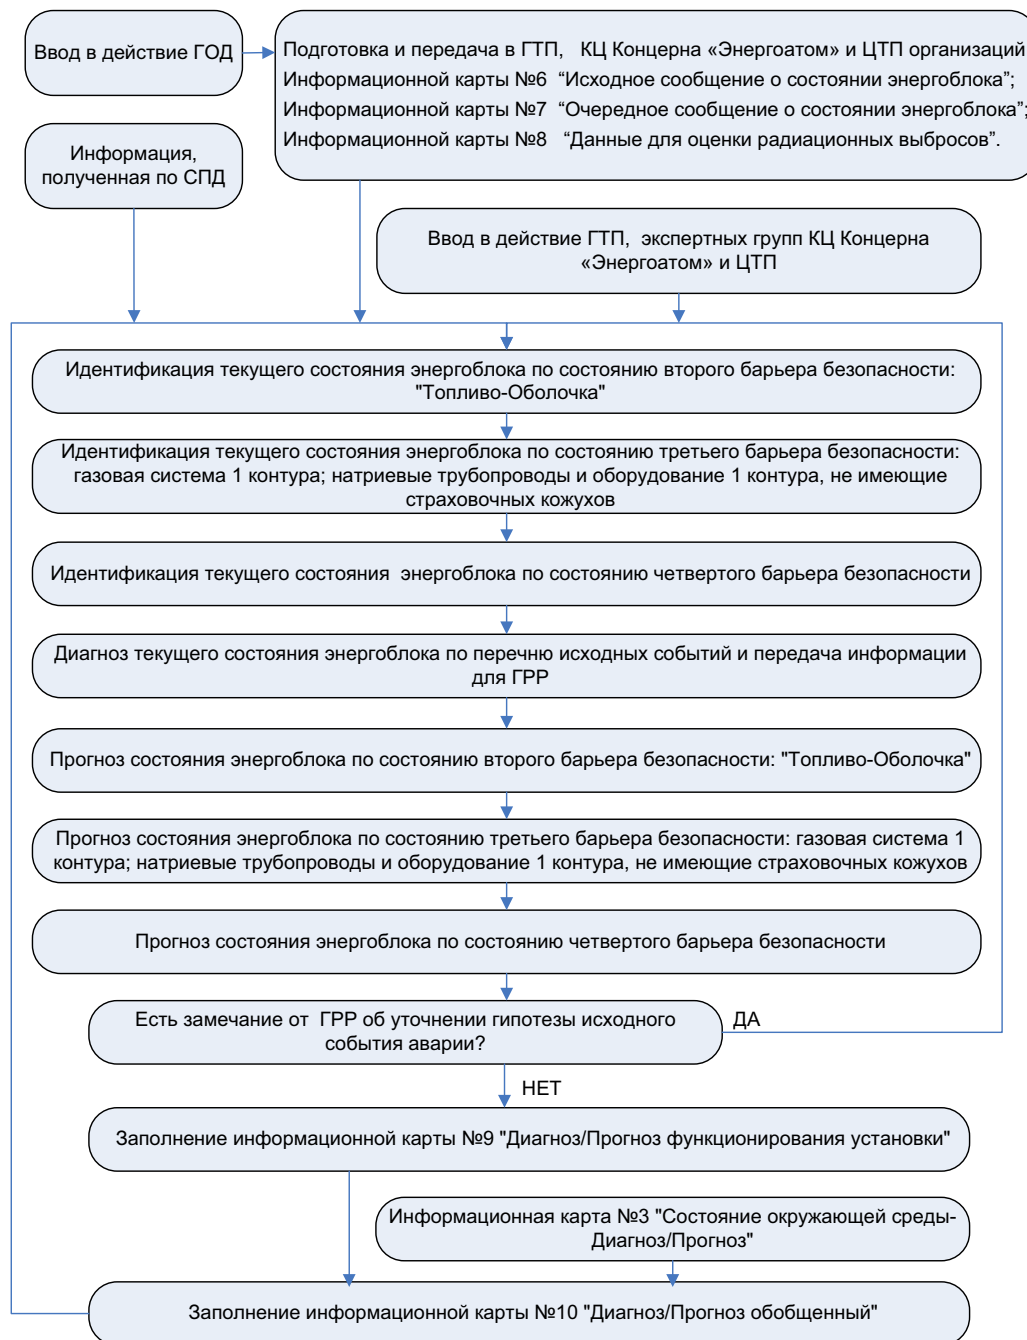 Ввод в действие ГОД
Подготовка и передача в ГТП, КЦ Концерна «Энергоатом» и ЦТП организаций
Информационной карты №6 “Исходное сообщение о состоянии энергоблока”;
Информационной карты №7 “Очередное сообщение о состоянии энергоблока”;
Информационной карты №8 “Данные для оценки радиационных выбросов”.
Информация,
полученная по СПД
Ввод в действие ГТП, экспертных групп КЦ Концерна
«Энергоатом» и ЦТП
Идентификация текущего состояния энергоблока по состоянию второго барьера безопасности:
"Топливо-Оболочка"
Идентификация текущего состояния энергоблока по состоянию третьего барьера безопасности:
газовая система 1 контура; натриевые трубопроводы и оборудование 1 контура, не имеющие
страховочных кожухов
Идентификация текущего состояния энергоблока по состоянию четвертого барьера безопасности
Диагноз текущего состояния энергоблока по перечню исходных событий и передача информации
для ГРР
Прогноз состояния энергоблока по состоянию второго барьера безопасности: "Топливо-Оболочка"
Прогноз состояния энергоблока по состоянию третьего барьера безопасности: газовая система 1
контура; натриевые трубопроводы и оборудование 1 контура, не имеющие страховочных кожухов
Прогноз состояния энергоблока по состоянию четвертого барьера безопасности
Есть замечание от ГРР об уточнении гипотезы исходного
события аварии?
ДА
НЕТ
Заполнение информационной карты №9 "Диагноз/Прогноз функционирования установки"
Информационная карта №3 "Состояние окружающей среды-
Диагноз/Прогноз"
Заполнение информационной карты №10 "Диагноз/Прогноз обобщенный"